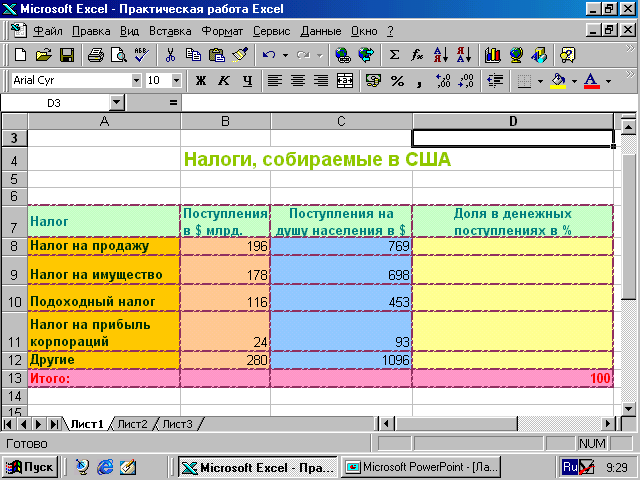 Microsoft Excel - Практическая работа Excel
Файл Правка Вид Вставка Формат Сервис Данные Окно ?
Arial Cyr 10 Ж К Ч
D3 =
A B C D
3
4 Налоги, собираемые в США
5
6
7 Налог Поступления в $ млрд. Поступления на душу населения в $ Доля в денежных поступлениях в %
8 Налог на продажу 196 769
9 Налог на имущество 178 698
10 Подоходный налог 116 453
11 Налог на прибыль корпораций 24 93
12 Другие 280 1096
13 Итого: 100
14
15
Лист1 Лист2 Лист3
Готово NUM
Пуск Microsoft Excel - Пра... Microsoft PowerPoint - [Ла... Ru 9:29